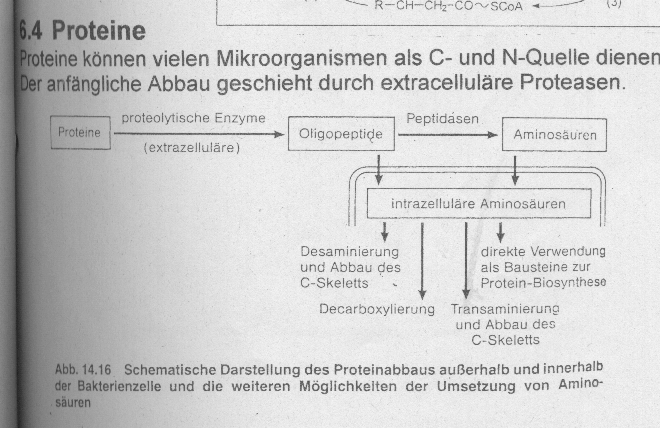 R–CH–CH₂–CO~SCoA
(3)
6.4 Proteine
Proteine können vielen Mikroorganismen als C- und N-Quelle dienen
Der anfängliche Abbau geschieht durch extracelluläre Proteasen.
Proteine
proteolytische Enzyme
(extrazelluläre)
Oligopeptide
Peptidasen
Aminosäuren
intrazelluläre Aminosäuren
Desaminierung
und Abbau des
C-Skeletts
direkte Verwendung
als Bausteine zur
Protein-Biosynthese
Decarboxylierung
Transaminierung
und Abbau des
C-Skeletts
Abb. 14.16 Schematische Darstellung des Proteinabbaus außerhalb und innerhalb
der Bakterienzelle und die weiteren Möglichkeiten der Umsetzung von Amino-
säuren